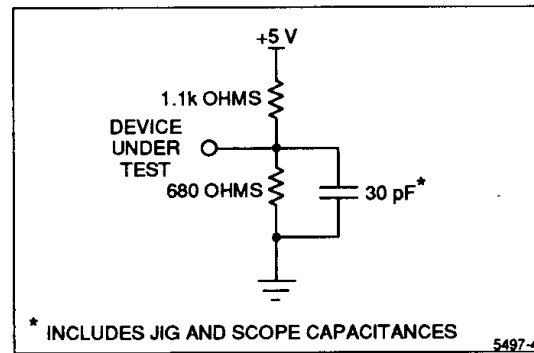 +5 V
1.1k OHMS
DEVICE
UNDER
TEST
680 OHMS
30 pF*
* INCLUDES JIG AND SCOPE CAPACITANCES
5497-4